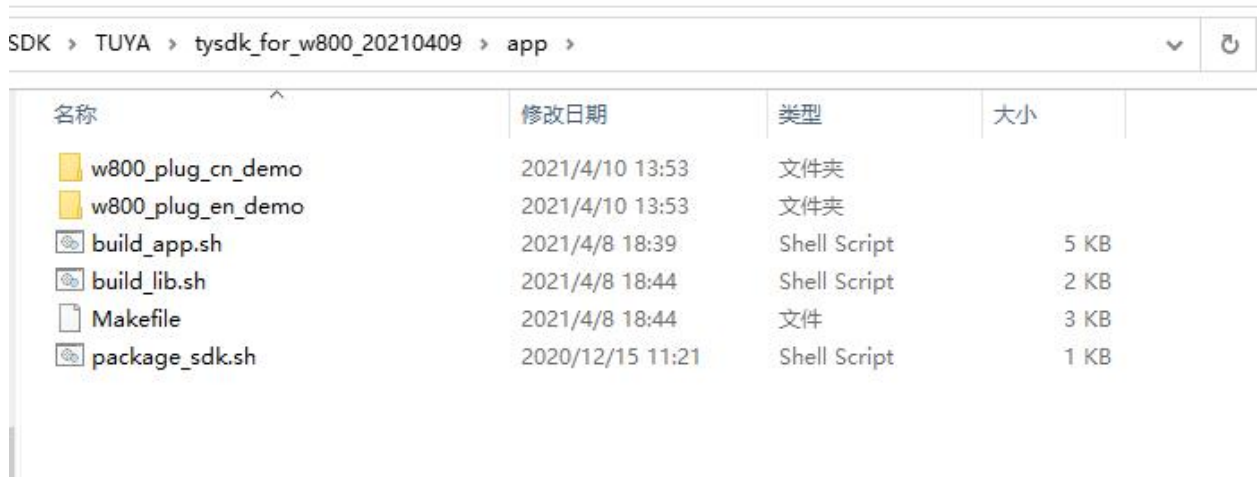 SDK > TUYA > tysdk_for_w800_20210409 > app >
名称 修改日期 类型 大小
w800_plug_cn_demo 2021/4/10 13:53 文件夹
w800_plug_en_demo 2021/4/10 13:53 文件夹
build_app.sh 2021/4/8 18:39 Shell Script 5 KB
build_lib.sh 2021/4/8 18:44 Shell Script 2 KB
Makefile 2021/4/8 18:44 文件 3 KB
package_sdk.sh 2020/12/15 11:21 Shell Script 1 KB